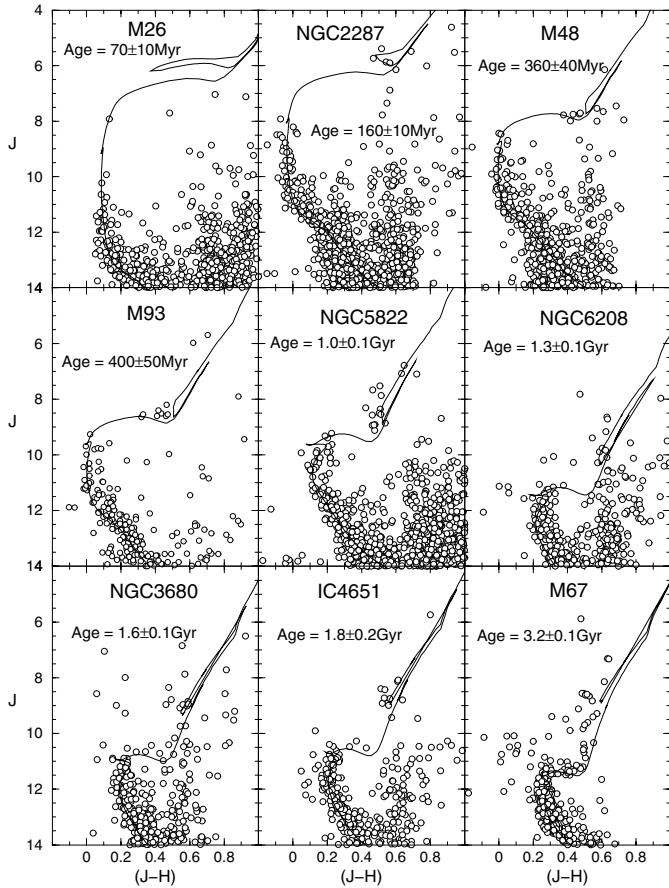 M26
Age = 70±10Myr
NGC2287
Age = 160±10Myr
M48
Age = 360±40Myr
4
6
8
10
12
14
J
M93
Age = 400±50Myr
NGC5822
Age = 1.0±0.1Gyr
NGC6208
Age = 1.3±0.1Gyr
6
8
10
12
14
J
NGC3680
Age = 1.6±0.1Gyr
IC4651
Age = 1.8±0.2Gyr
M67
Age = 3.2±0.1Gyr
6
8
10
12
14
J
0 0.2 0.4 0.6 0.8
0 0.2 0.4 0.6 0.8
0 0.2 0.4 0.6 0.8 1
(J−H)
(J−H)
(J−H)